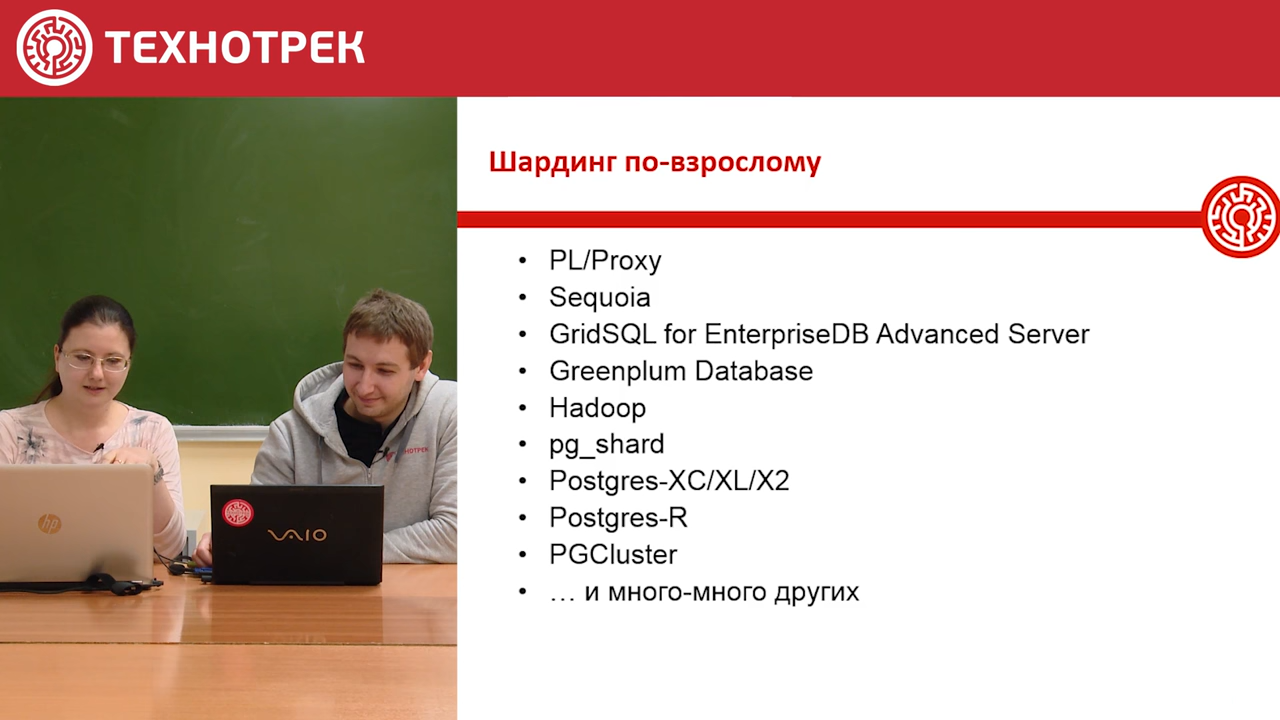 ТЕХНОТРЕК
Шардинг по-взрослому
• PL/Proxy
• Sequoia
• GridSQL for EnterpriseDB Advanced Server
• Greenplum Database
• Hadoop
• pg_shard
• Postgres-XC/XL/X2
• Postgres-R
• PGCluster
• … и много-много других
НОТРЕК
hp
VAIO